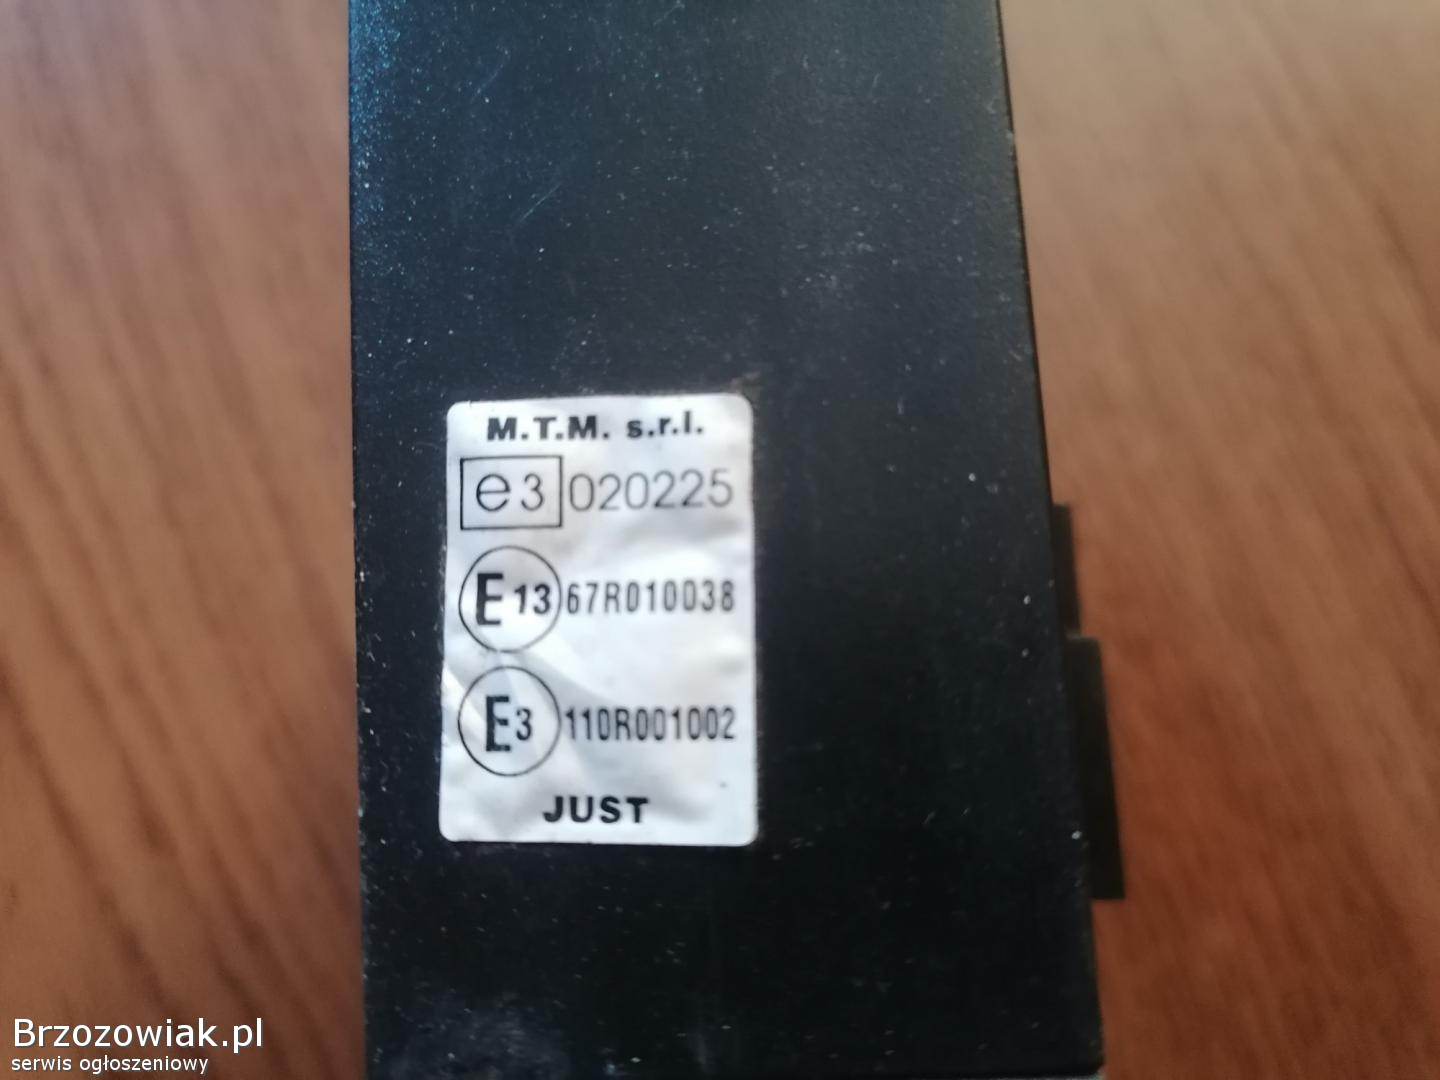 M.T.M. s.r.l.
e3 020225
E13 67R010038
E3 110R001002
JUST
Brzozowiak.pl
serwis ogłoszeniowy